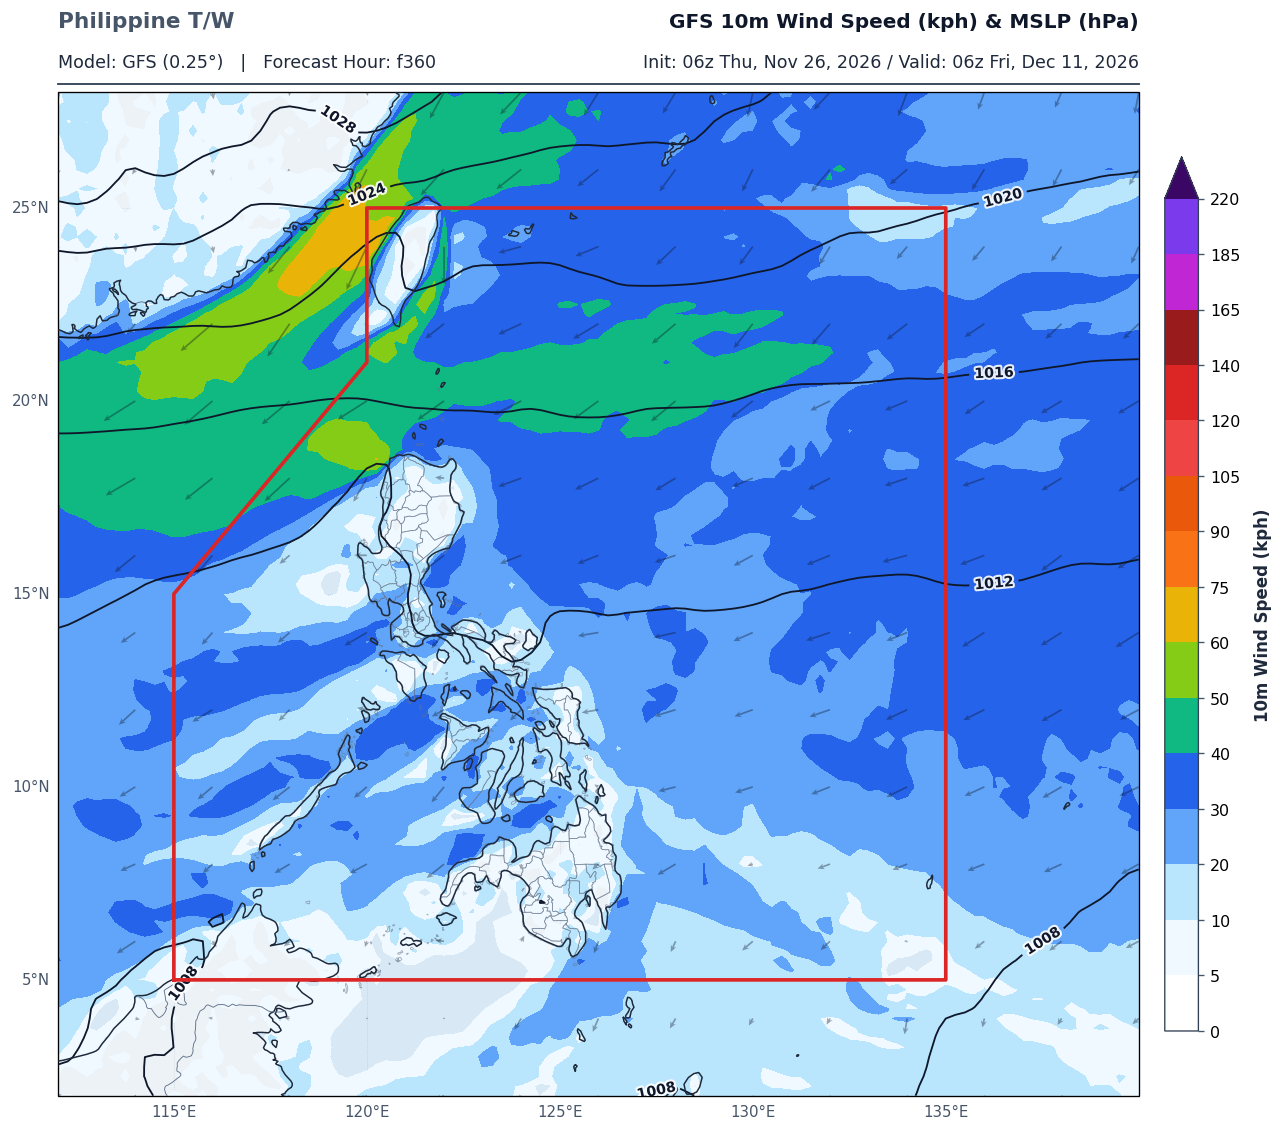 Philippine T/W
GFS 10m Wind Speed (kph) & MSLP (hPa)
Model: GFS (0.25°)   |   Forecast Hour: f360
Init: 06z Thu, Nov 26, 2026 / Valid: 06z Fri, Dec 11, 2026
1028
1024
1020
1016
1012
1008
1008
1008
25°N
20°N
15°N
10°N
5°N
115°E
120°E
125°E
130°E
135°E
220
185
165
140
120
105
90
75
60
50
40
30
20
10
5
0
10m Wind Speed (kph)